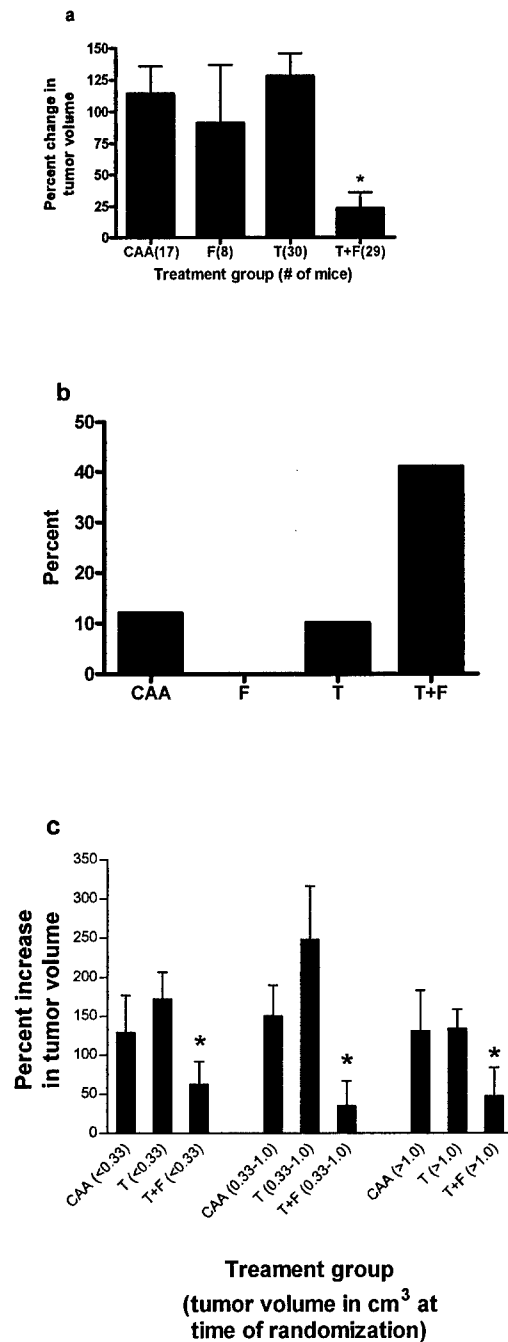 a
Percent change in
tumor volume
150
125
100
75
50
25
0
*
CAA(17) F(8) T(30) T+F(29)
Treatment group (# of mice)
b
Percent
50
40
30
20
10
0
CAA F T T+F
c
Percent increase
in tumor volume
350
300
250
200
150
100
50
0
* * *
CAA (<0.33)
T (<0.33)
T+F (<0.33)
CAA (0.33-1.0)
T (0.33-1.0)
T+F (0.33-1.0)
CAA (>1.0)
T (>1.0)
T+F (>1.0)
Treament group
(tumor volume in cm³ at
time of randomization)